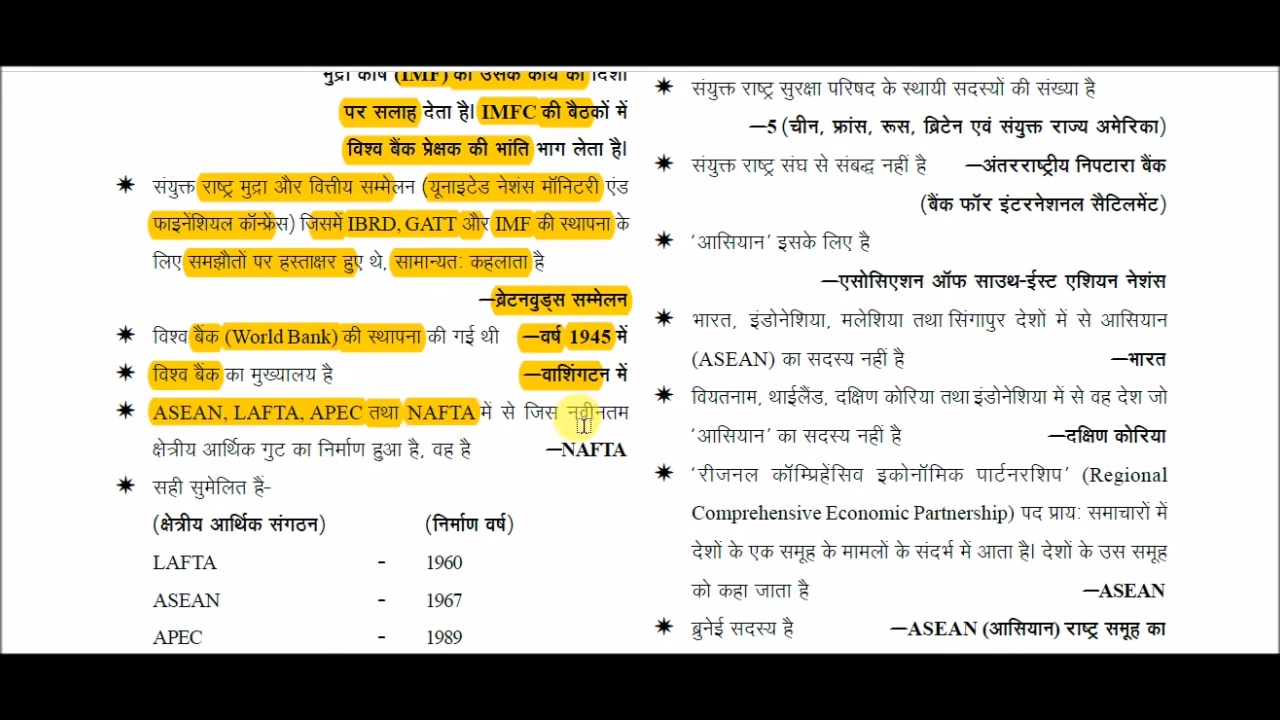 मुद्रा कोष (IMF) को उसके कार्य की दिशा
पर सलाह देता है। IMFC की बैठकों में
विश्व बैंक प्रेक्षक की भांति भाग लेता है।
✷ संयुक्त राष्ट्र मुद्रा और वित्तीय सम्मेलन (यूनाइटेड नेशंस मॉनिटरी एंड
फाइनेंशियल कॉन्फ्रेंस) जिसमें IBRD, GATT और IMF की स्थापना के
लिए समझौतों पर हस्ताक्षर हुए थे, सामान्यतः कहलाता है
—ब्रेटनवुड्स सम्मेलन
✷ विश्व बैंक (World Bank) की स्थापना की गई थी —वर्ष 1945 में
✷ विश्व बैंक का मुख्यालय है —वाशिंगटन में
✷ ASEAN, LAFTA, APEC तथा NAFTA में से जिस नवीनतम
क्षेत्रीय आर्थिक गुट का निर्माण हुआ है, वह है —NAFTA
✷ सही सुमेलित हैं-
(क्षेत्रीय आर्थिक संगठन) (निर्माण वर्ष)
LAFTA - 1960
ASEAN - 1967
APEC - 1989
✷ संयुक्त राष्ट्र सुरक्षा परिषद के स्थायी सदस्यों की संख्या है
—5 (चीन, फ्रांस, रूस, ब्रिटेन एवं संयुक्त राज्य अमेरिका)
✷ संयुक्त राष्ट्र संघ से संबद्ध नहीं है —अंतरराष्ट्रीय निपटारा बैंक
(बैंक फॉर इंटरनेशनल सैटिलमेंट)
✷ ‘आसियान’ इसके लिए है
—एसोसिएशन ऑफ साउथ-ईस्ट एशियन नेशंस
✷ भारत, इंडोनेशिया, मलेशिया तथा सिंगापुर देशों में से आसियान
(ASEAN) का सदस्य नहीं है —भारत
✷ वियतनाम, थाईलैंड, दक्षिण कोरिया तथा इंडोनेशिया में से वह देश जो
‘आसियान’ का सदस्य नहीं है —दक्षिण कोरिया
✷ ‘रीजनल कॉम्प्रिहेंसिव इकोनॉमिक पार्टनरशिप’ (Regional
Comprehensive Economic Partnership) पद प्रायः समाचारों में
देशों के एक समूह के मामलों के संदर्भ में आता है। देशों के उस समूह
को कहा जाता है —ASEAN
✷ ब्रुनेई सदस्य है —ASEAN (आसियान) राष्ट्र समूह का